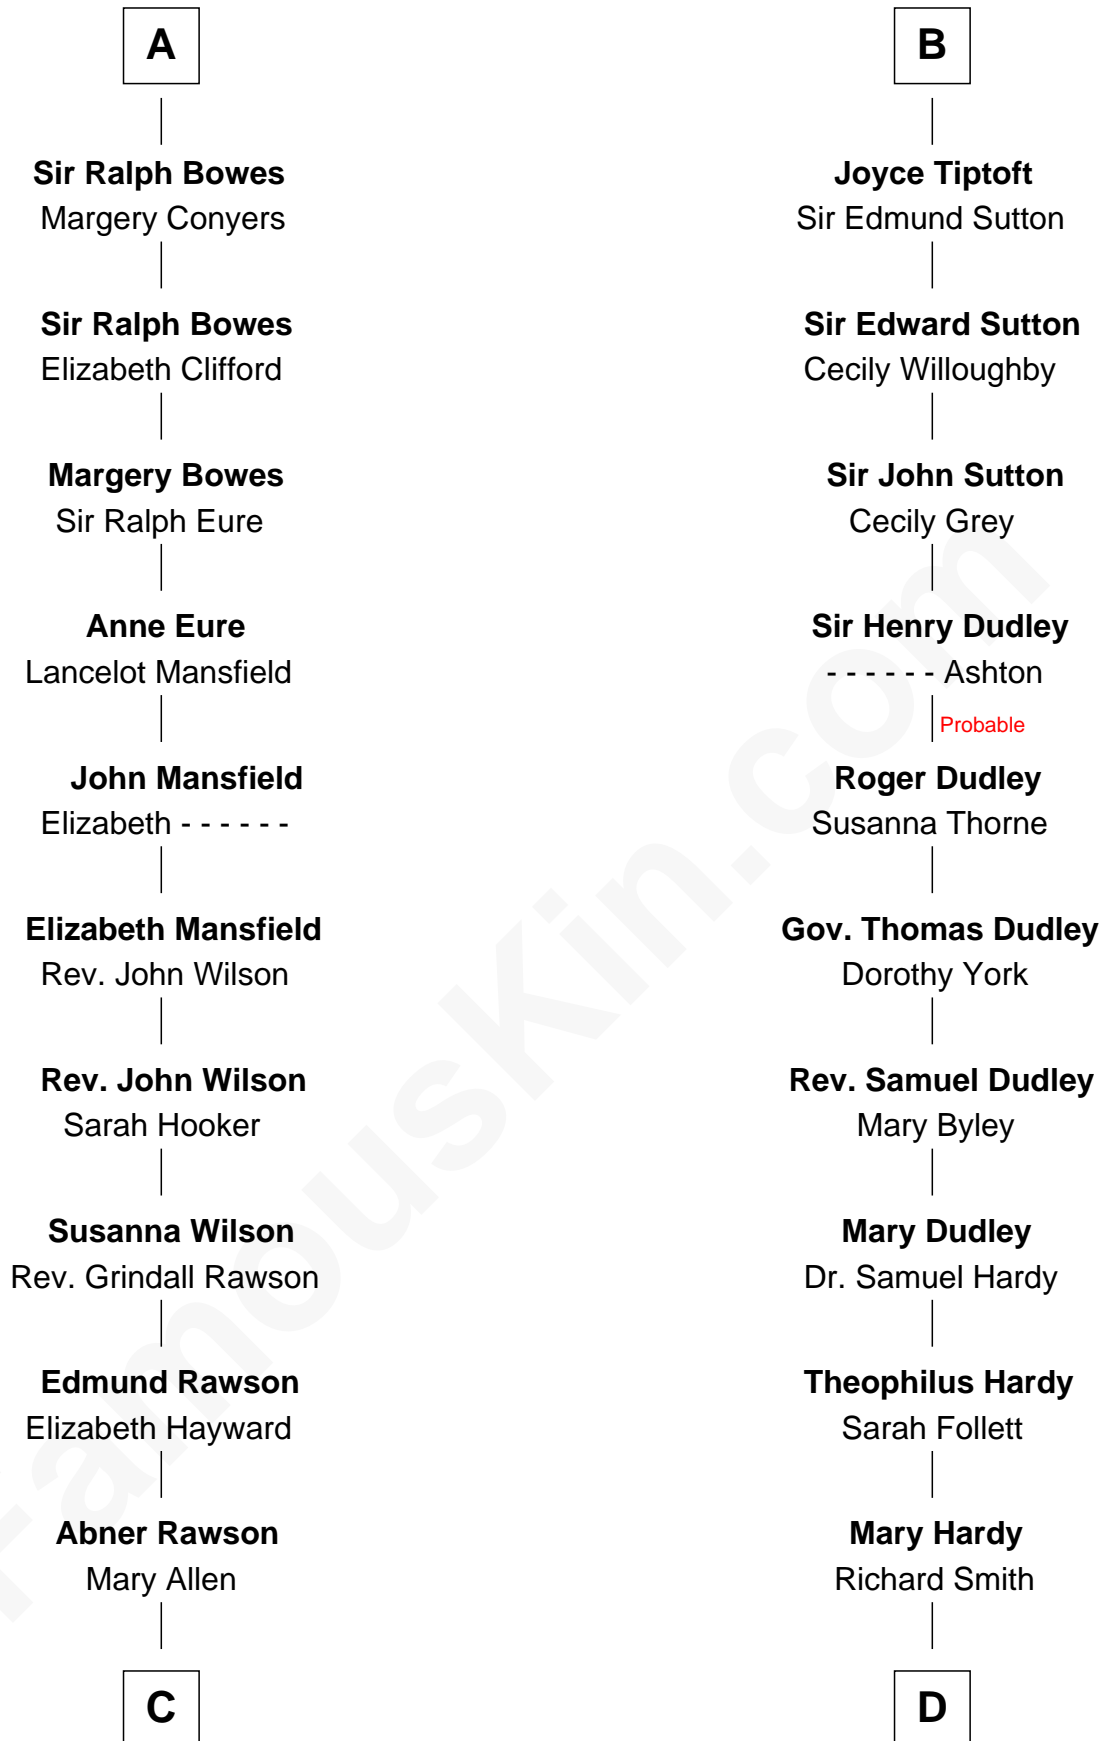 A
Sir Ralph Bowes
Margery Conyers
Sir Ralph Bowes
Elizabeth Clifford
Margery Bowes
Sir Ralph Eure
Anne Eure
Lancelot Mansfield
John Mansfield
Elizabeth - - - - - -
Elizabeth Mansfield
Rev. John Wilson
Rev. John Wilson
Sarah Hooker
Susanna Wilson
Rev. Grindall Rawson
Edmund Rawson
Elizabeth Hayward
Abner Rawson
Mary Allen
C
B
Joyce Tiptoft
Sir Edmund Sutton
Sir Edward Sutton
Cecily Willoughby
Sir John Sutton
Cecily Grey
Sir Henry Dudley
- - - - - - Ashton
Probable
Roger Dudley
Susanna Thorne
Gov. Thomas Dudley
Dorothy York
Rev. Samuel Dudley
Mary Byley
Mary Dudley
Dr. Samuel Hardy
Theophilus Hardy
Sarah Follett
Mary Hardy
Richard Smith
D
FamousKin.com